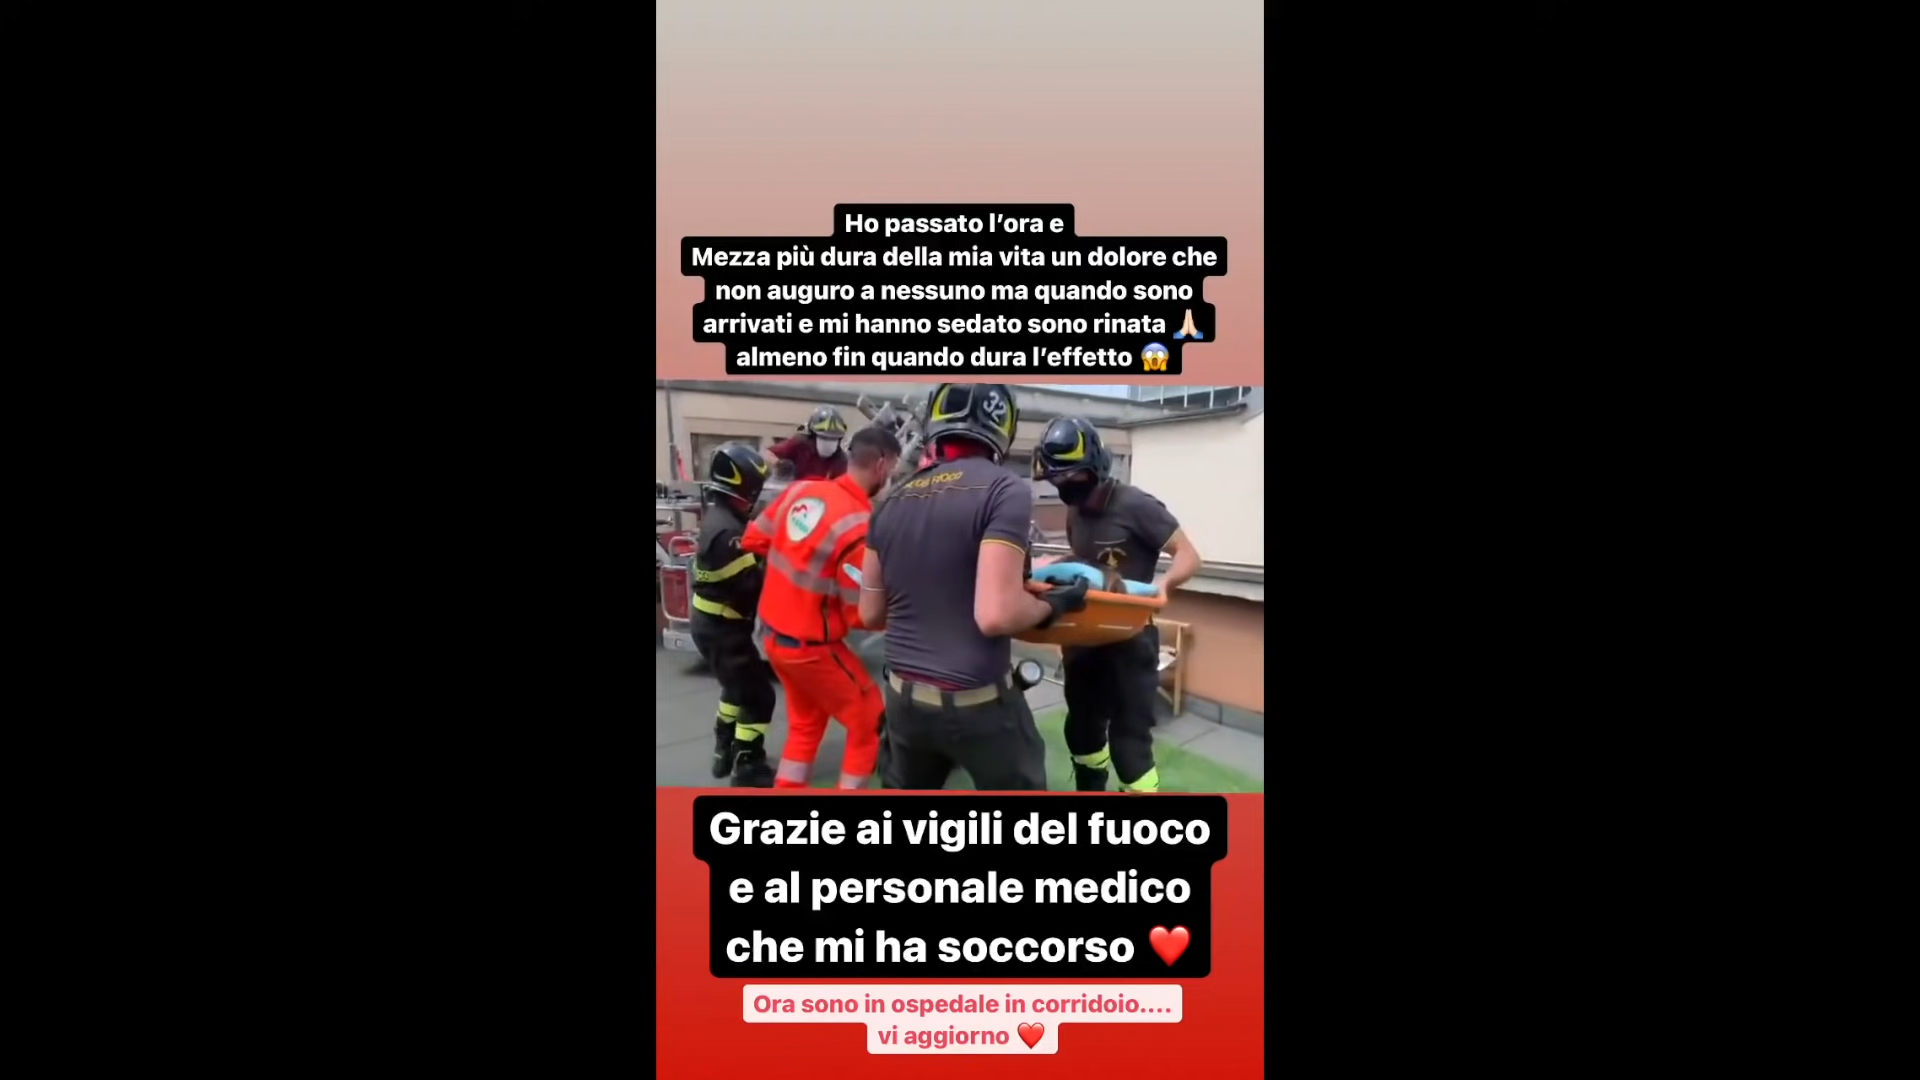 Ho passato l’ora e
Mezza più dura della mia vita un dolore che
non auguro a nessuno ma quando sono
arrivati e mi hanno sedato sono rinata 🙏🏻
almeno fin quando dura l’effetto 😱
32
Grazie ai vigili del fuoco
e al personale medico
che mi ha soccorso ❤️
Ora sono in ospedale in corridoio....
vi aggiorno ❤️